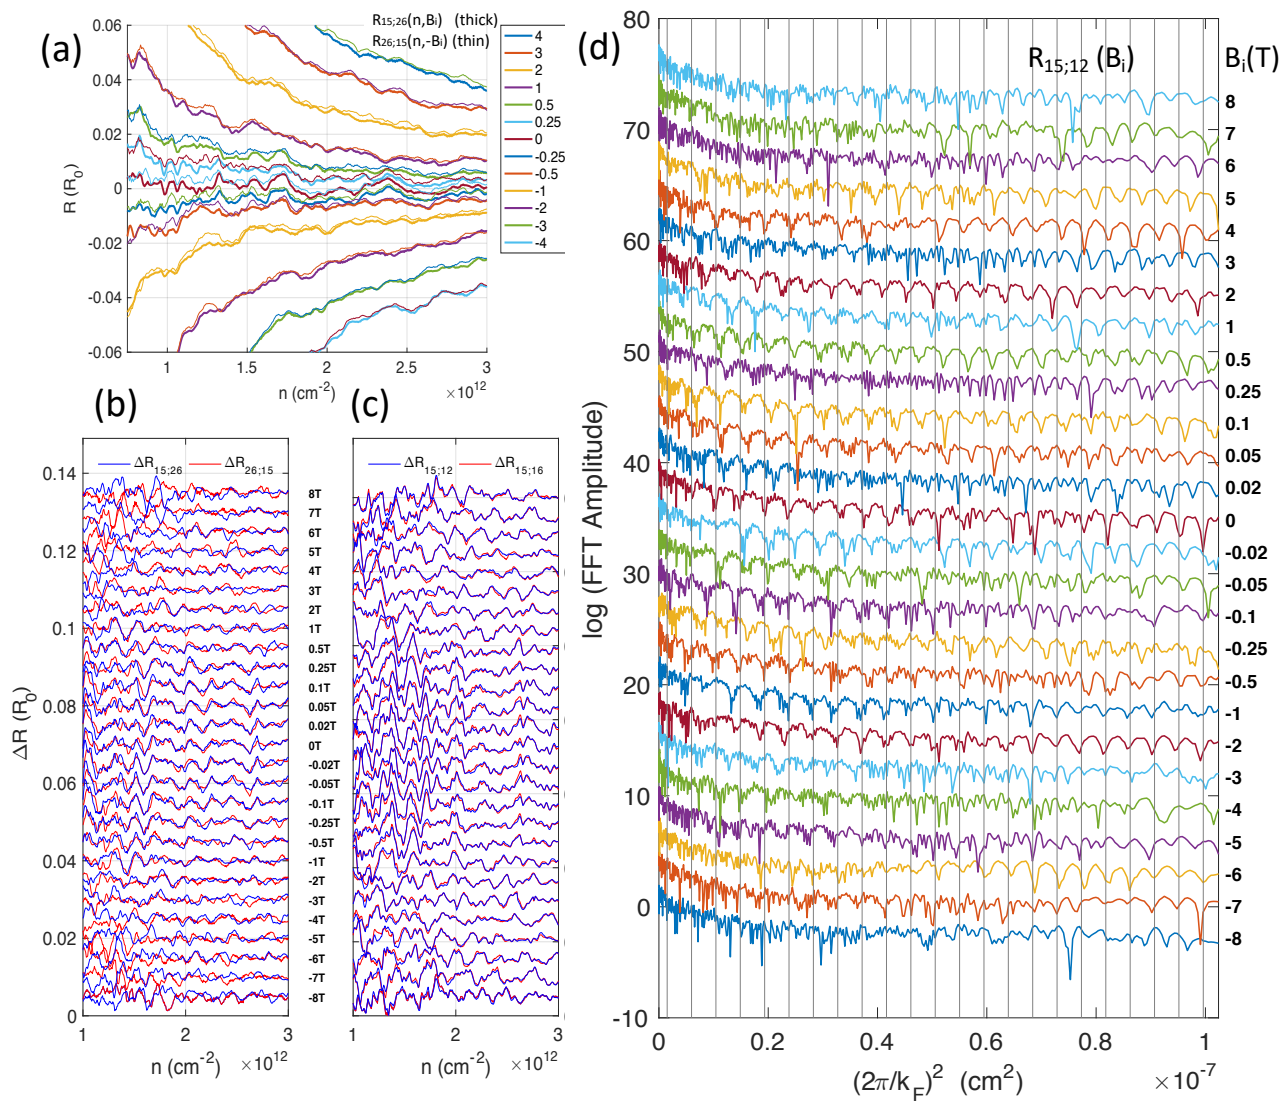 (a)
R15;26(n,Bi) (thick)
R26;15(n,-Bi) (thin)
4
3
2
1
0.5
0.25
0
-0.25
-0.5
-1
-2
-3
-4
R (R0)
0.06
0.04
0.02
0
-0.02
-0.04
-0.06
1
1.5
2
2.5
3
n (cm-2)
×1012
(b)
ΔR15;26
ΔR26;15
ΔR (R0)
0.14
0.12
0.1
0.08
0.06
0.04
0.02
0
1
2
3
n (cm-2)
×1012
8T
7T
6T
5T
4T
3T
2T
1T
0.5T
0.25T
0.1T
0.05T
0.02T
0T
-0.02T
-0.05T
-0.1T
-0.25T
-0.5T
-1T
-2T
-3T
-4T
-5T
-6T
-7T
-8T
(c)
ΔR15;12
ΔR15;16
1
2
3
n (cm-2)
×1012
(d)
R15;12 (Bi)
Bi(T)
log (FFT Amplitude)
80
70
60
50
40
30
20
10
0
-10
8
7
6
5
4
3
2
1
0.5
0.25
0.1
0.05
0.02
0
-0.02
-0.05
-0.1
-0.25
-0.5
-1
-2
-3
-4
-5
-6
-7
-8
0
0.2
0.4
0.6
0.8
1
(2π/kF)2 (cm2)
×10-7